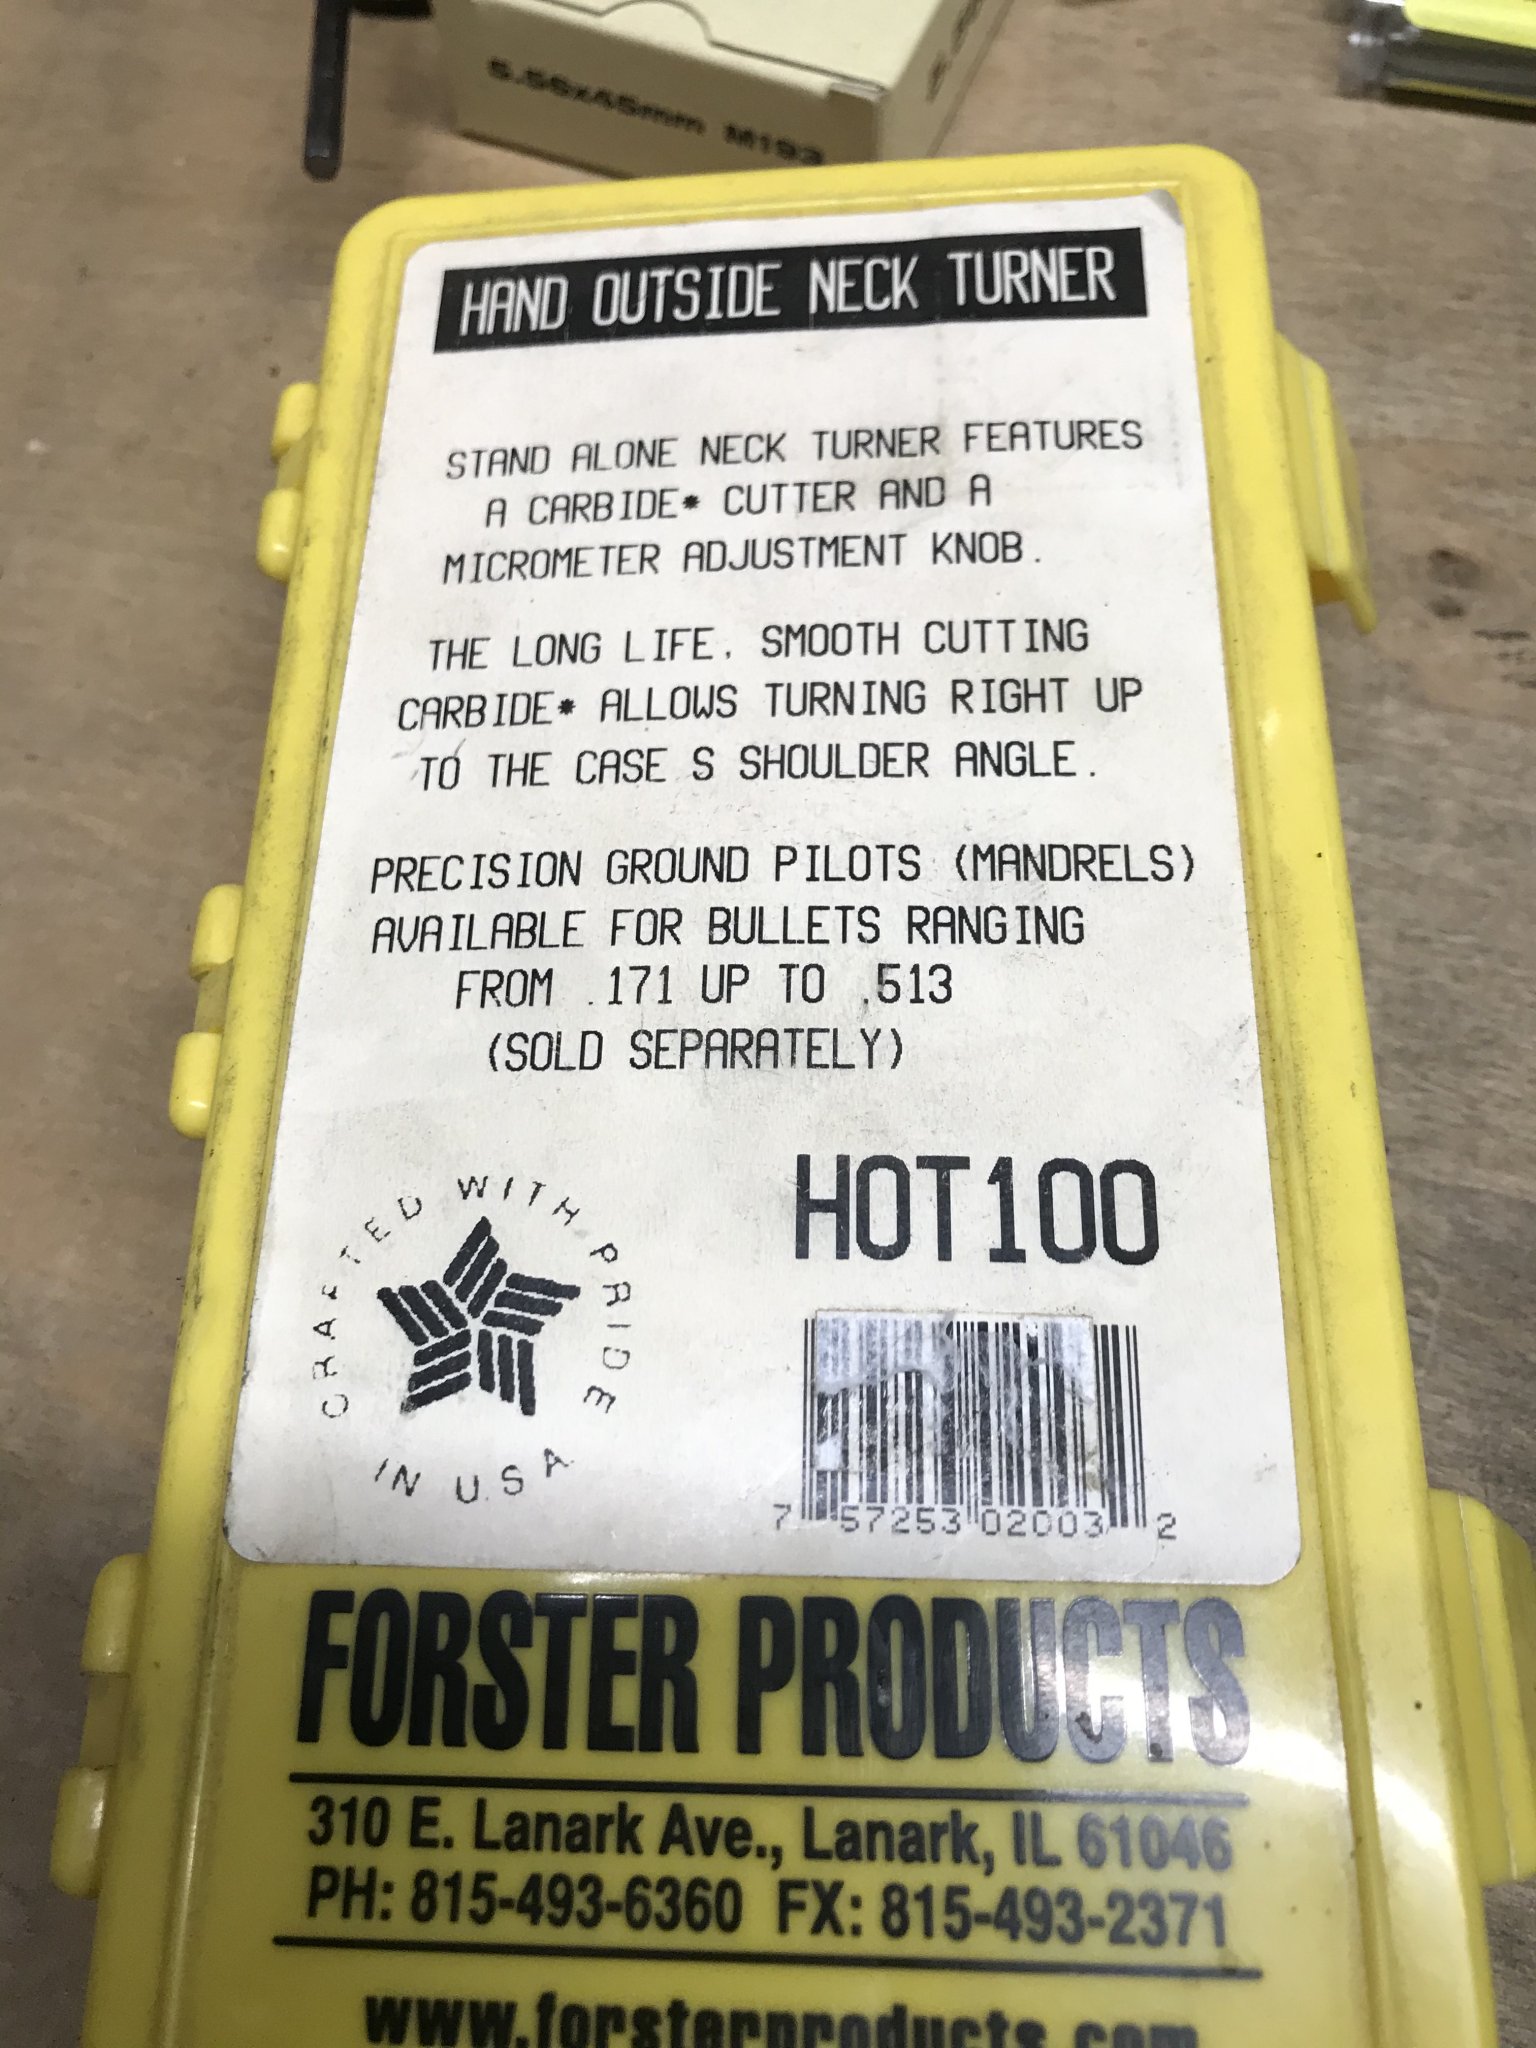 5.56x45mm M193
HAND OUTSIDE NECK TURNER
STAND ALONE NECK TURNER FEATURES
A CARBIDE* CUTTER AND A
MICROMETER ADJUSTMENT KNOB.
THE LONG LIFE, SMOOTH CUTTING
CARBIDE* ALLOWS TURNING RIGHT UP
TO THE CASE S SHOULDER ANGLE.
PRECISION GROUND PILOTS (MANDRELS)
AVAILABLE FOR BULLETS RANGING
FROM .171 UP TO .513
(SOLD SEPARATELY)
CRAFTED WITH PRIDE
IN U.S.A.
HOT100
7 57253 02003 2
FORSTER PRODUCTS
310 E. Lanark Ave., Lanark, IL 61046
PH: 815-493-6360 FX: 815-493-2371
www.forsterproducts.com